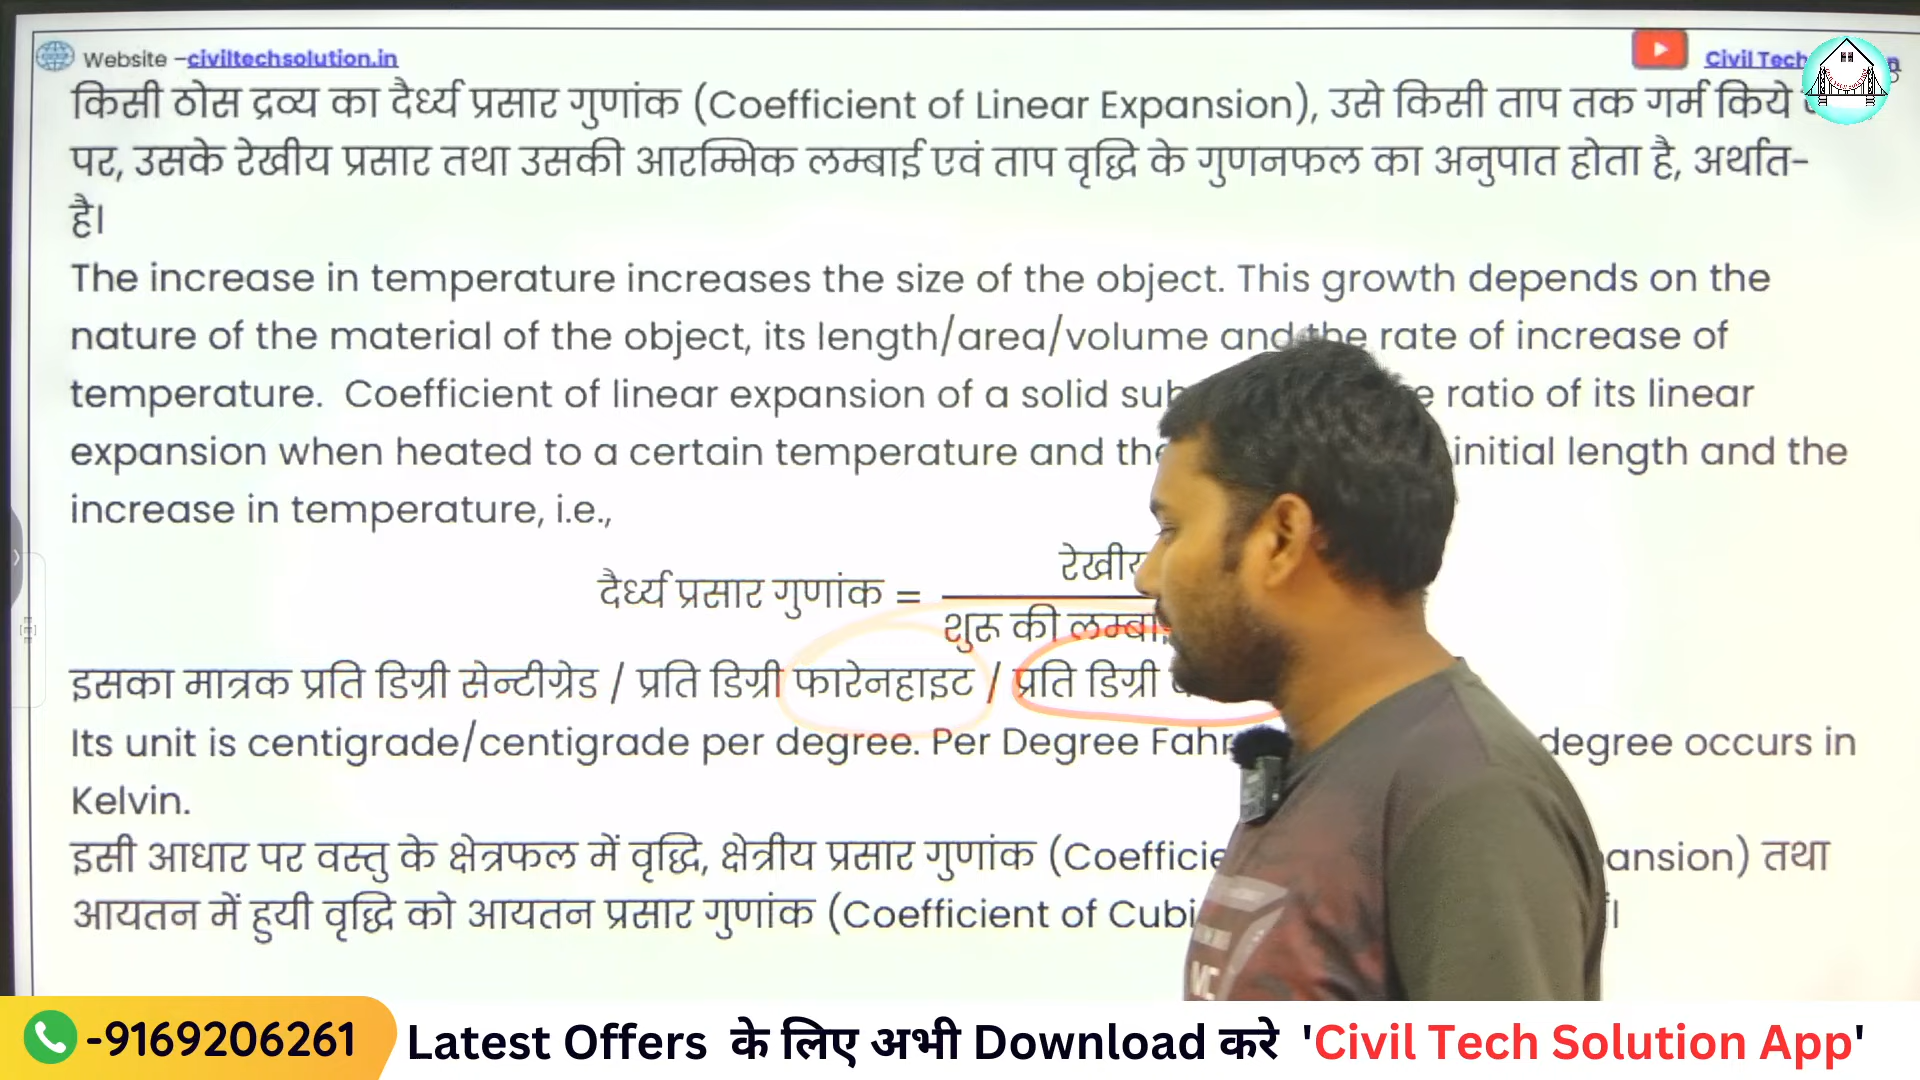 Website –civiltechsolution.in
Civil Tech
किसी ठोस द्रव्य का दैर्ध्य प्रसार गुणांक (Coefficient of Linear Expansion), उसे किसी ताप तक गर्म किये
पर, उसके रेखीय प्रसार तथा उसकी आरम्भिक लम्बाई एवं ताप वृद्धि के गुणनफल का अनुपात होता है, अर्थात-
है।
The increase in temperature increases the size of the object. This growth depends on the
nature of the material of the object, its length/area/volume and the rate of increase of
temperature. Coefficient of linear expansion of a solid ratio of its linear
expansion when heated to a certain temperature and initial length and the
increase in temperature, i.e.,
दैर्ध्य प्रसार गुणांक =
शुरू की
इसका मात्रक प्रति डिग्री सेन्टीग्रेड / प्रति डिग्री फारेनहाइट / प्रति डिग्री
Its unit is centigrade/centigrade per degree. Per Degree degree occurs in
Kelvin.
इसी आधार पर वस्तु के क्षेत्रफल में वृद्धि, क्षेत्रीय प्रसार गुणांक तथा
आयतन में हुयी वृद्धि को आयतन प्रसार गुणांक (Coefficient of
-9169206261 Latest Offers के लिए अभी Download करे 'Civil Tech Solution App'